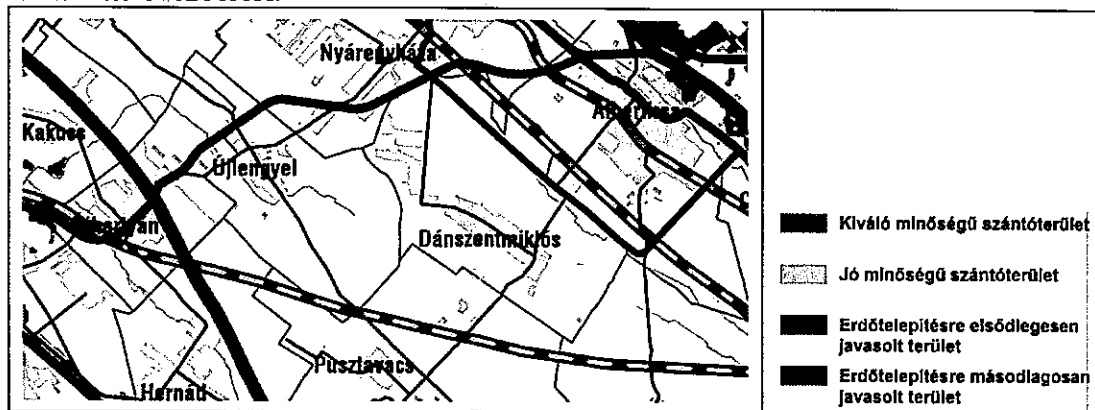 Nyáregyháza
Kakucs
Albertirsa
Újlengyel
Dánszentmiklós
Pusztavacs
Hernád
Kiváló minőségű szántóterület
Jó minőségű szántóterület
Erdőtelepítésre elsődlegesen
javasolt terület
Erdőtelepítésre másodlagosan
javasolt terület